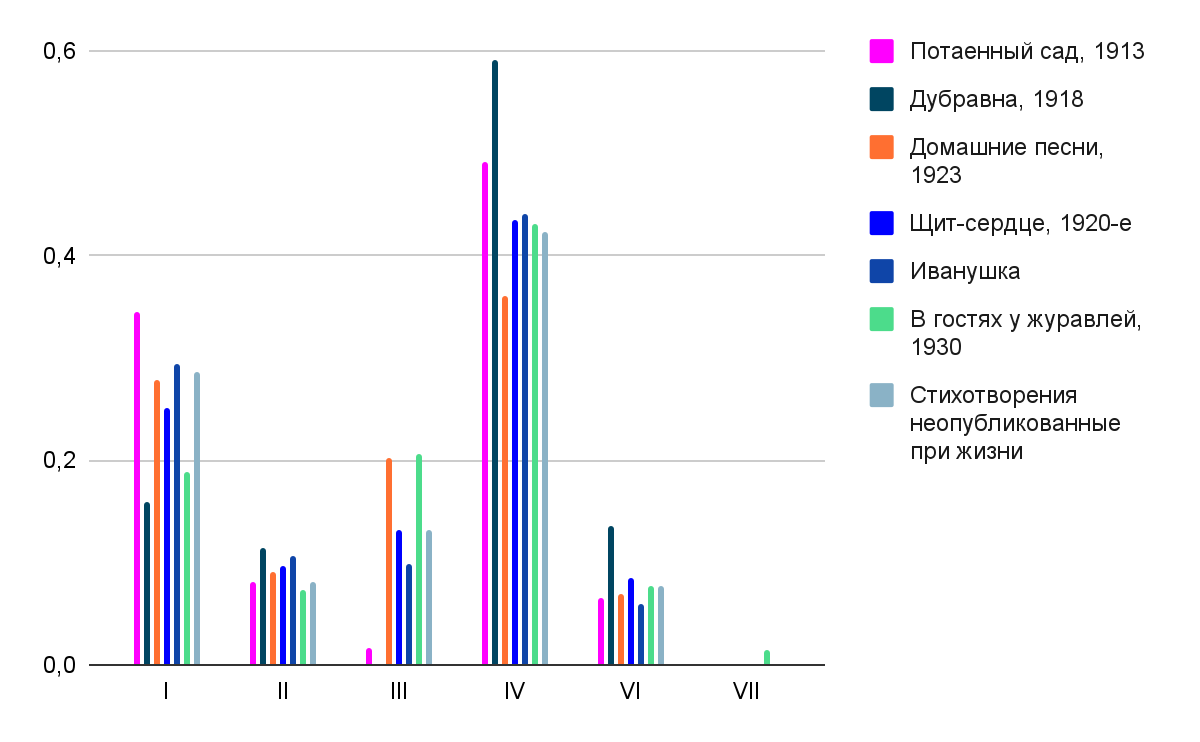 0,6
0,4
0,2
0,0
I
II
III
IV
VI
VII
Потаенный сад, 1913
Дубравна, 1918
Домашние песни,
1923
Щит-сердце, 1920-е
Иванушка
В гостях у журавлей,
1930
Стихотворения
неопубликованные
при жизни